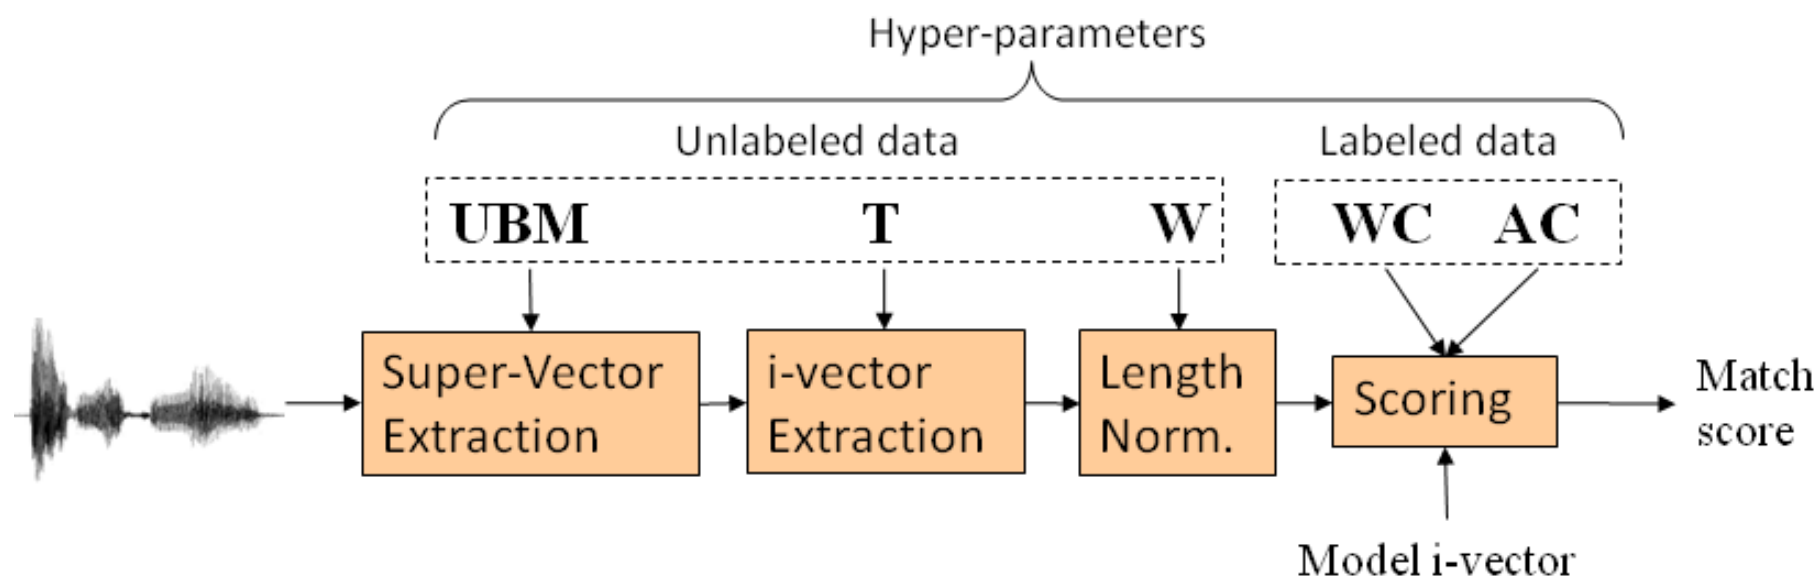 Hyper-parameters
Unlabeled data
Labeled data
UBM T W
WC AC
Super-Vector
Extraction
i-vector
Extraction
Length
Norm.
Scoring
Match
score
Model i-vector